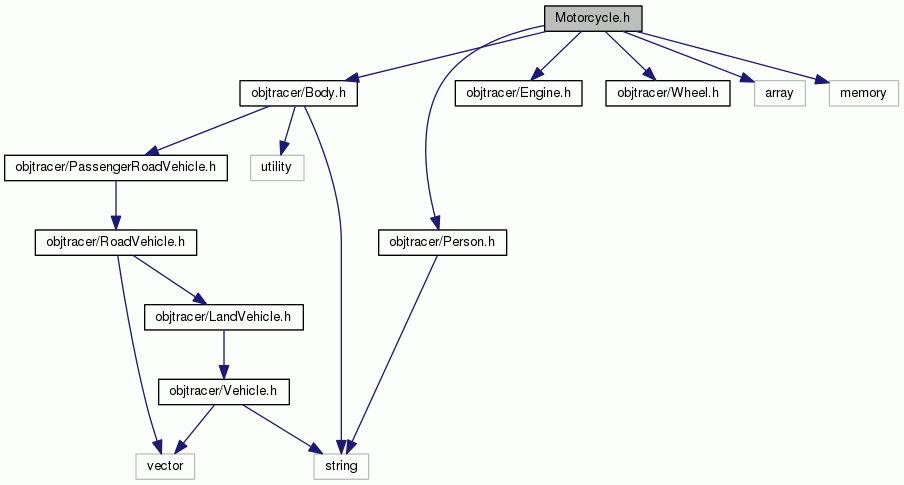 Motorcycle.h
objtracer/Body.h
objtracer/Engine.h
objtracer/Wheel.h
array
memory
objtracer/PassengerRoadVehicle.h
utility
objtracer/RoadVehicle.h
objtracer/Person.h
objtracer/LandVehicle.h
objtracer/Vehicle.h
vector
string